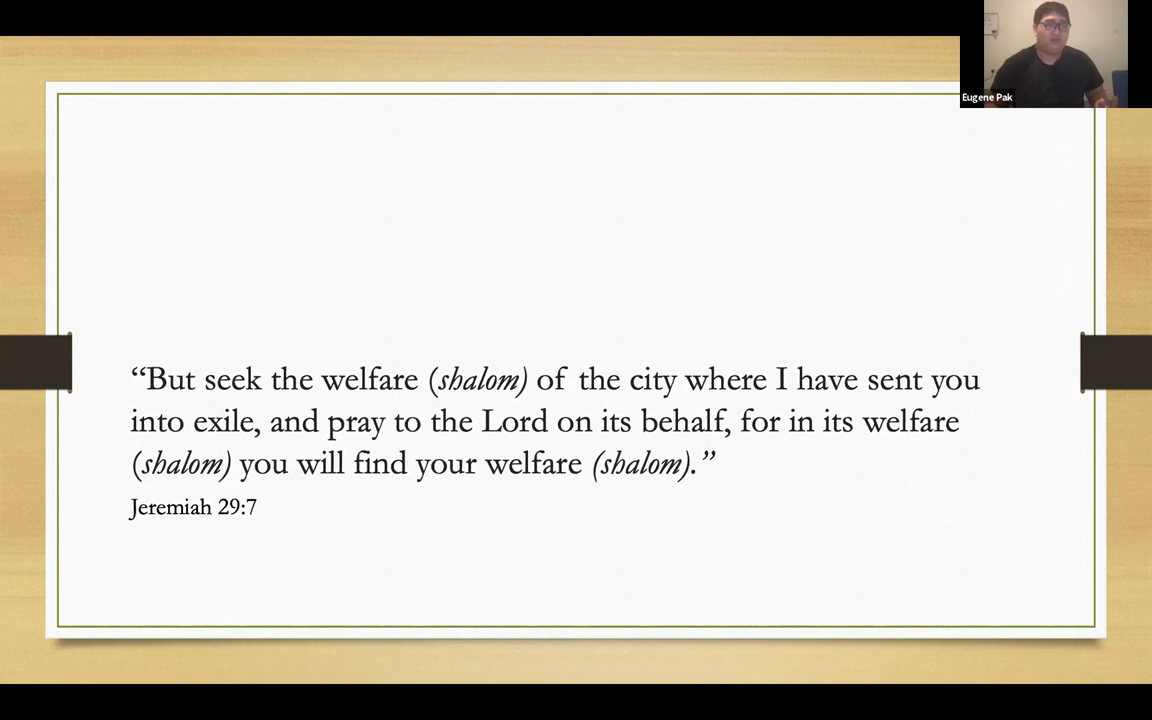 Eugene Pak
“But seek the welfare (shalom) of the city where I have sent you
into exile, and pray to the Lord on its behalf, for in its welfare
(shalom) you will find your welfare (shalom).”
Jeremiah 29:7